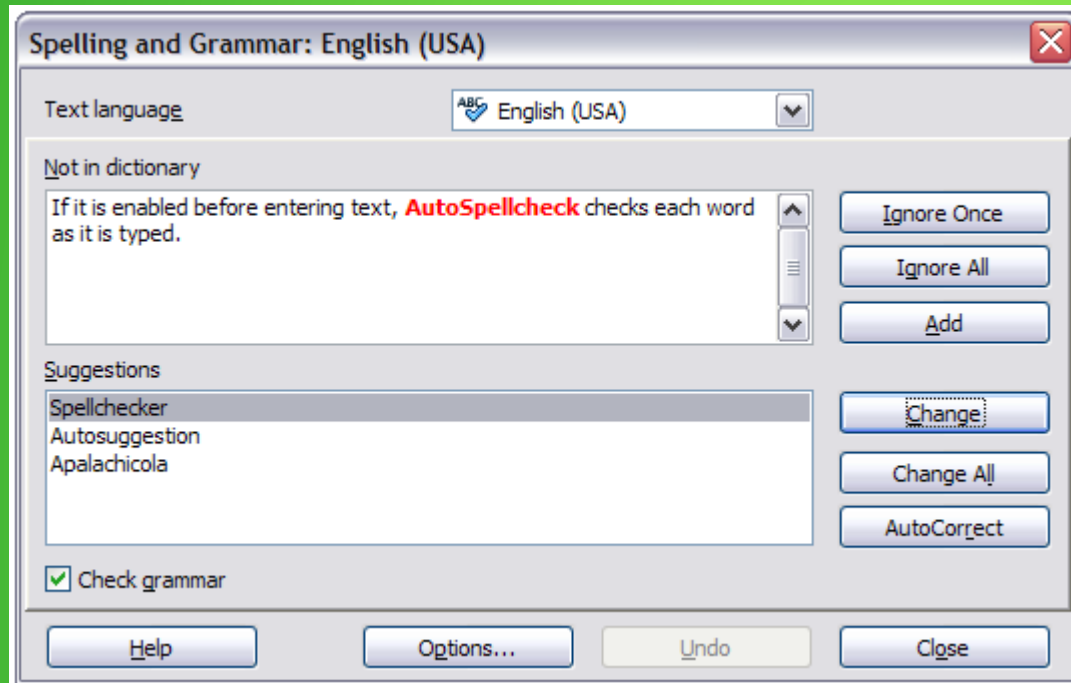 Spelling and Grammar: English (USA)
Text language
ABC English (USA)
Not in dictionary
If it is enabled before entering text, AutoSpellcheck checks each word
as it is typed.
Ignore Once
Ignore All
Add
Suggestions
Spellchecker
Autosuggestion
Apalachicola
Change
Change All
AutoCorrect
Check grammar
Help
Options...
Undo
Close